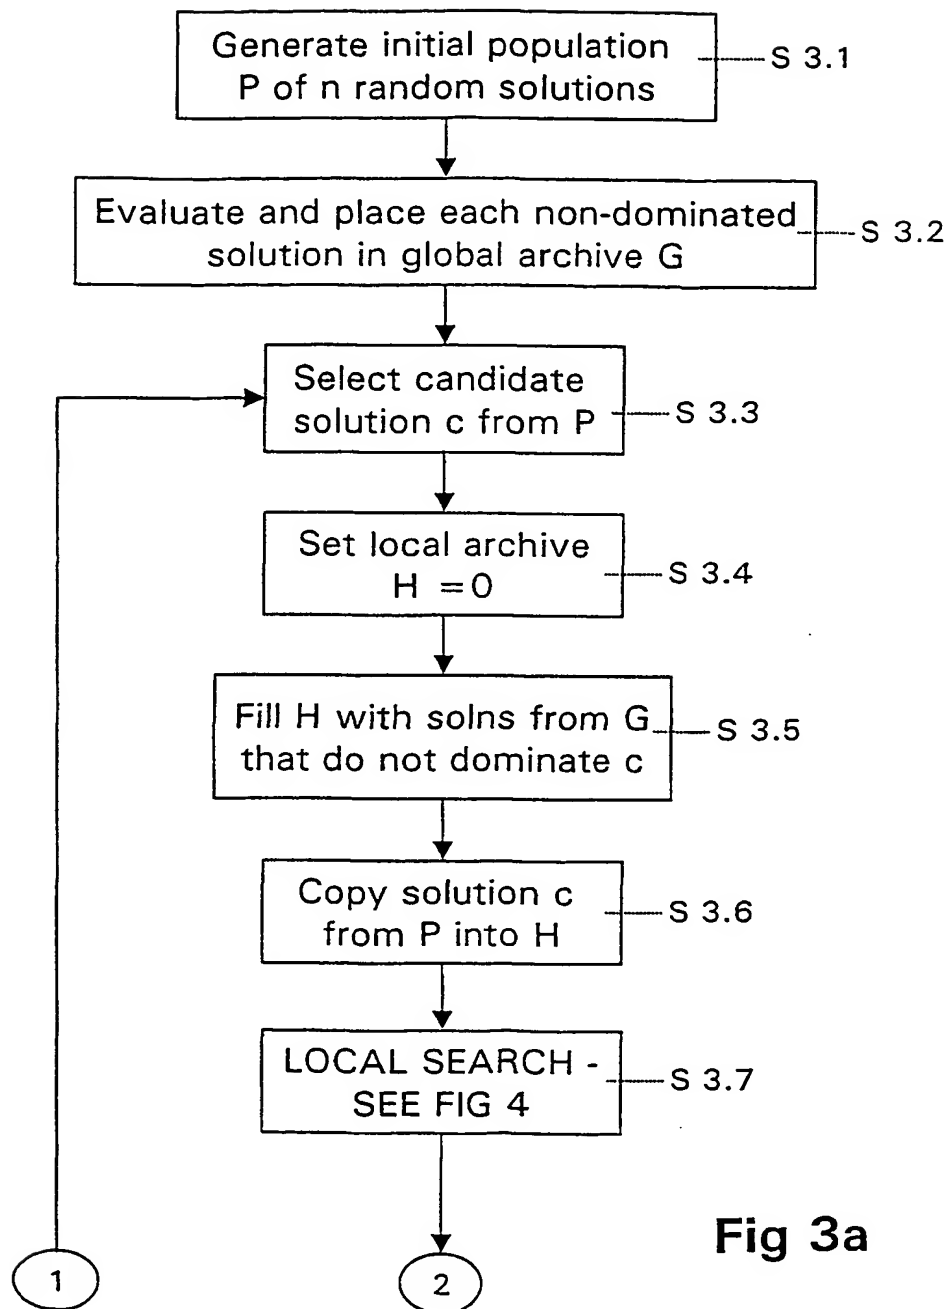 Generate initial population
P of n random solutions
S 3.1
Evaluate and place each non-dominated
solution in global archive G
S 3.2
Select candidate
solution c from P
S 3.3
Set local archive
H = 0
S 3.4
Fill H with solns from G
that do not dominate c
S 3.5
Copy solution c
from P into H
S 3.6
LOCAL SEARCH -
SEE FIG 4
S 3.7
Fig 3a
1
2